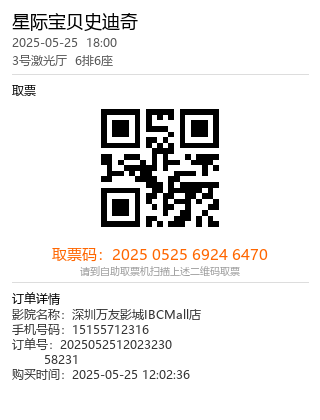 星际宝贝史迪奇
2025-05-25 18:00
3号激光厅 6排6座
取票
取票码：2025 0525 6924 6470
请到自助取票机扫描上述二维码取票
订单详情
影院名称：深圳万友影城IBCMall店
手机号码：15155712316
订单号：2025052512023230
58231
购买时间：2025-05-25 12:02:36